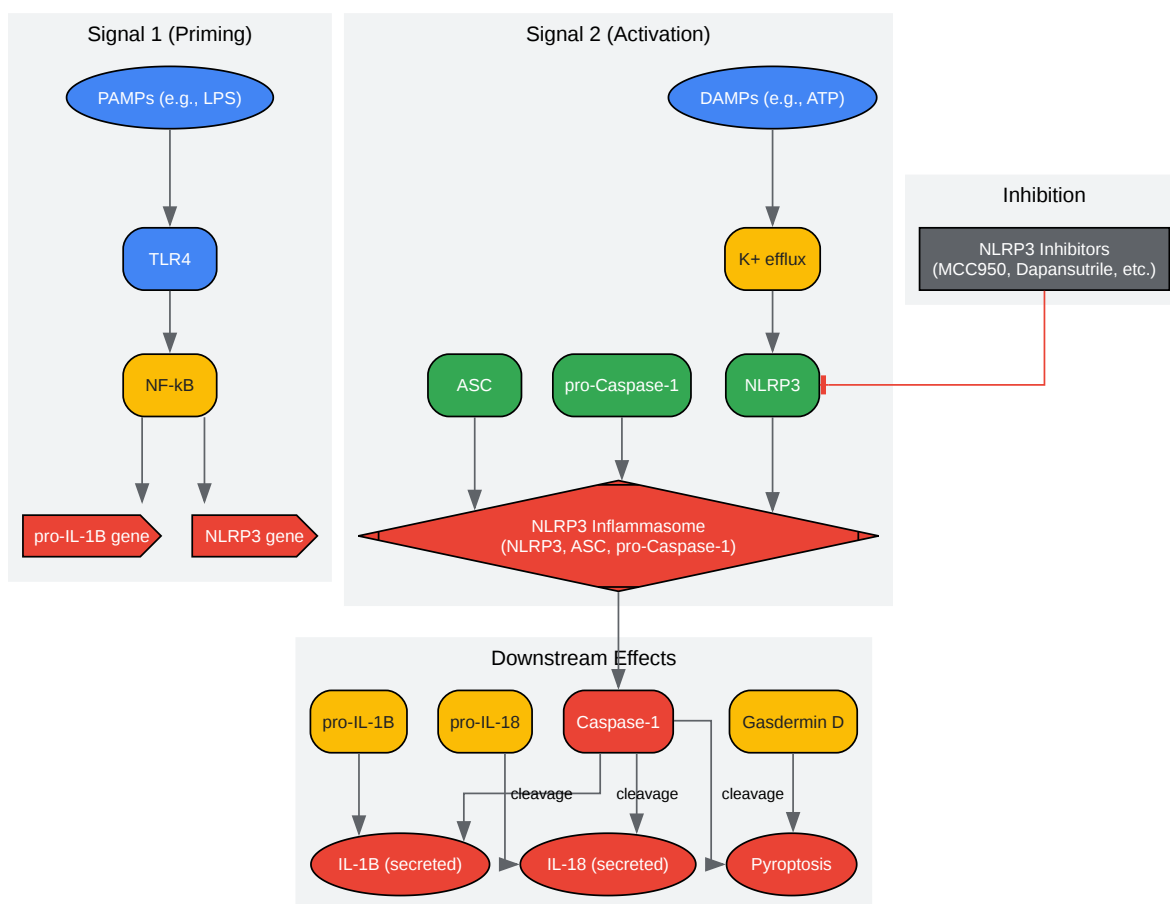 Signal 1 (Priming)
PAMPs (e.g., LPS)
TLR4
NF-kB
pro-IL-1B gene
NLRP3 gene
Signal 2 (Activation)
DAMPs (e.g., ATP)
K+ efflux
ASC
pro-Caspase-1
NLRP3
NLRP3 Inflammasome
(NLRP3, ASC, pro-Caspase-1)
Inhibition
NLRP3 Inhibitors
(MCC950, Dapansutrile, etc.)
Downstream Effects
pro-IL-1B
pro-IL-18
Caspase-1
Gasdermin D
cleavage
cleavage
cleavage
IL-1B (secreted)
IL-18 (secreted)
Pyroptosis